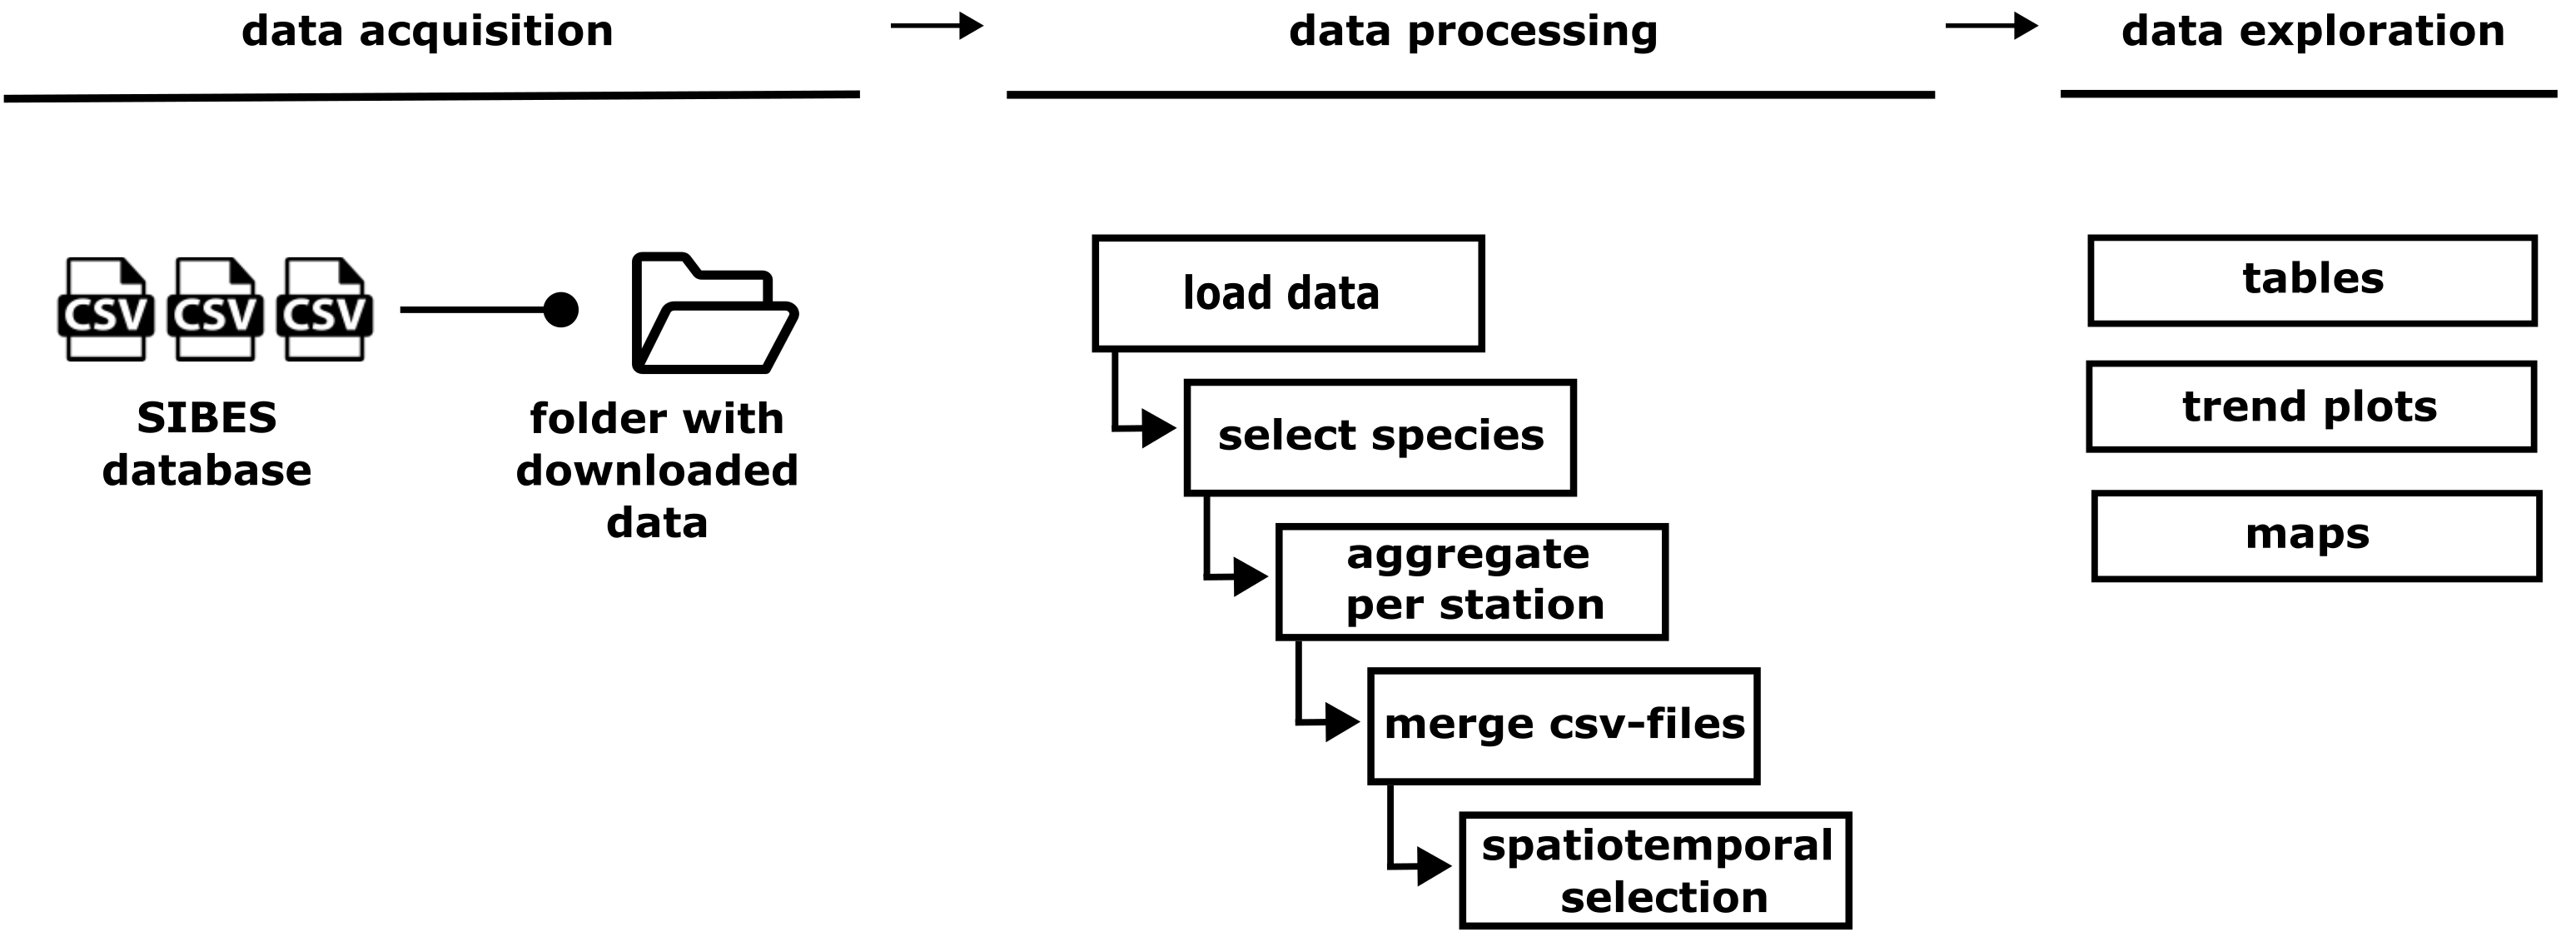 data acquisition
data processing
data exploration
CSV CSV CSV
SIBES
database
folder with
downloaded
data
load data
select species
aggregate
per station
merge csv-files
spatiotemporal
selection
tables
trend plots
maps